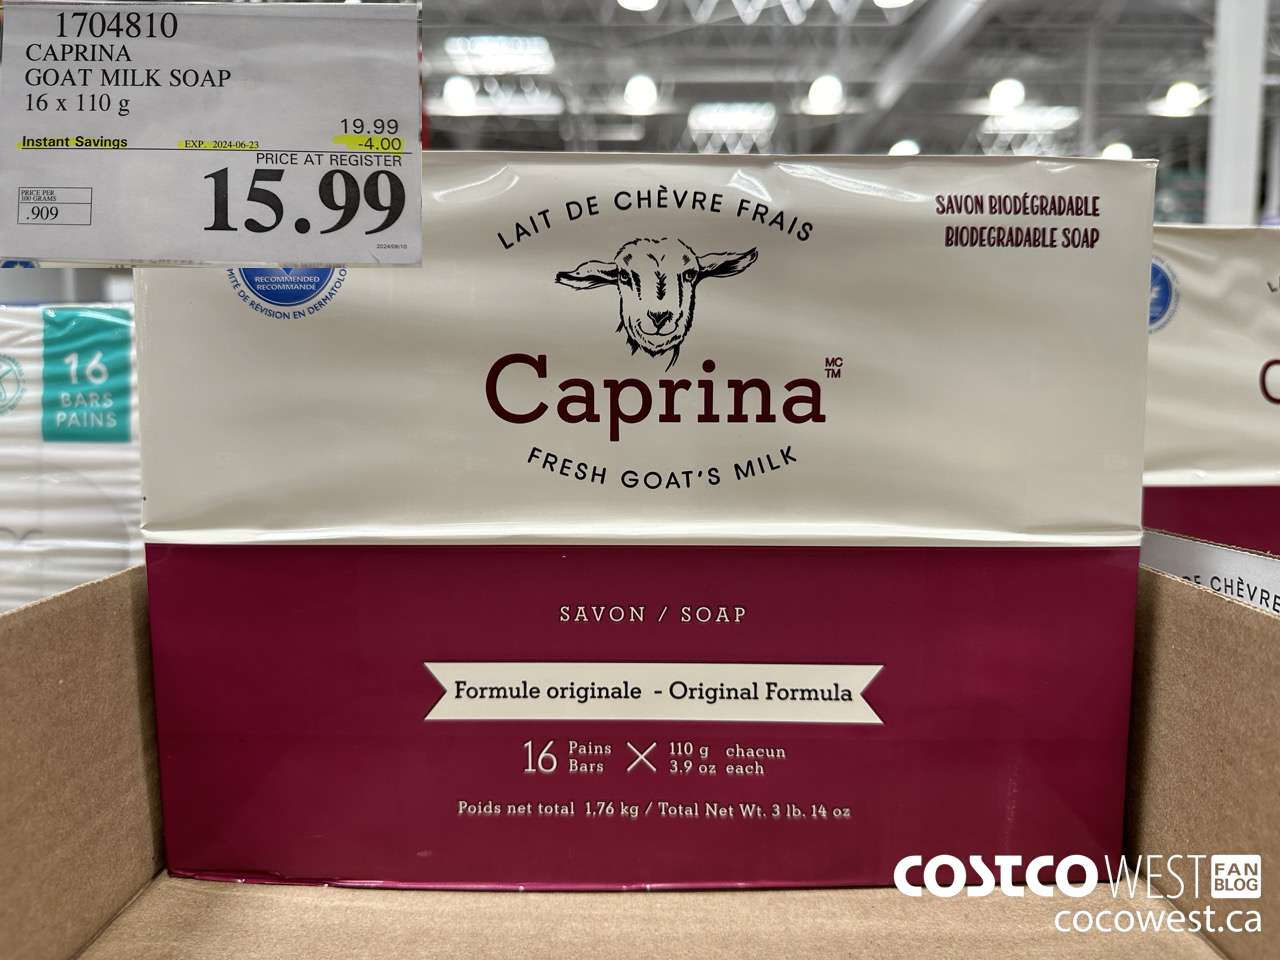 1704810
CAPRINA
GOAT MILK SOAP
16 x 110 g
19.99
Instant Savings EXP. 2024-06-23 -4.00
PRICE AT REGISTER
15.99
PRICE PER
100 GRAMS
.909
2024/06/10
RECOMMENDED
RECOMMANDÉ
DE RÉVISION EN
LAIT DE CHÈVRE FRAIS
SAVON BIODÉGRADABLE
BIODEGRADABLE SOAP
Caprina MC
TM
FRESH GOAT'S MILK
16
BARS
PAINS
SAVON / SOAP
Formule originale - Original Formula
16 Pains Bars X 110 g chacun
3.9 oz each
Poids net total 1,76 kg / Total Net Wt. 3 lb. 14 oz
CHÈVRE
COSTCO WEST FAN BLOG
cocowest.ca